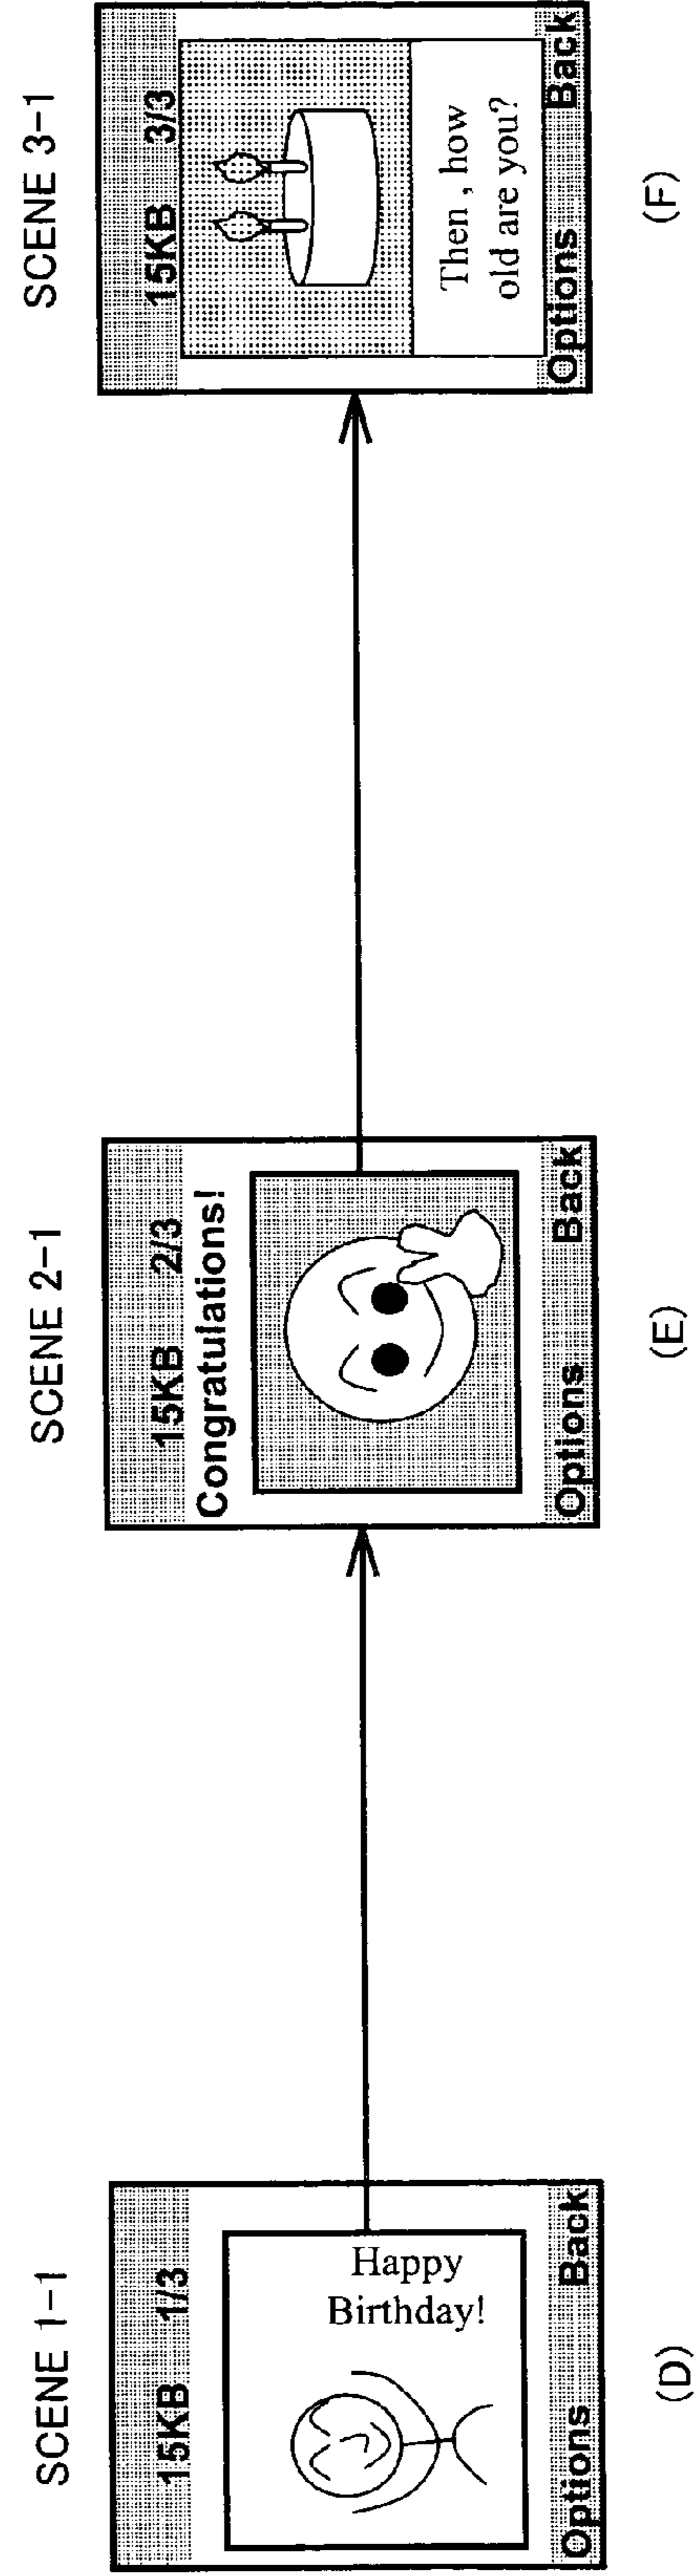 SCENE 1-1
15KB 1/3
Happy
Birthday!
Options Back
(D)
SCENE 2-1
15KB 2/3
Congratulations!
Options Back
(E)
SCENE 3-1
15KB 3/3
Then , how
old are you?
Options Back
(F)